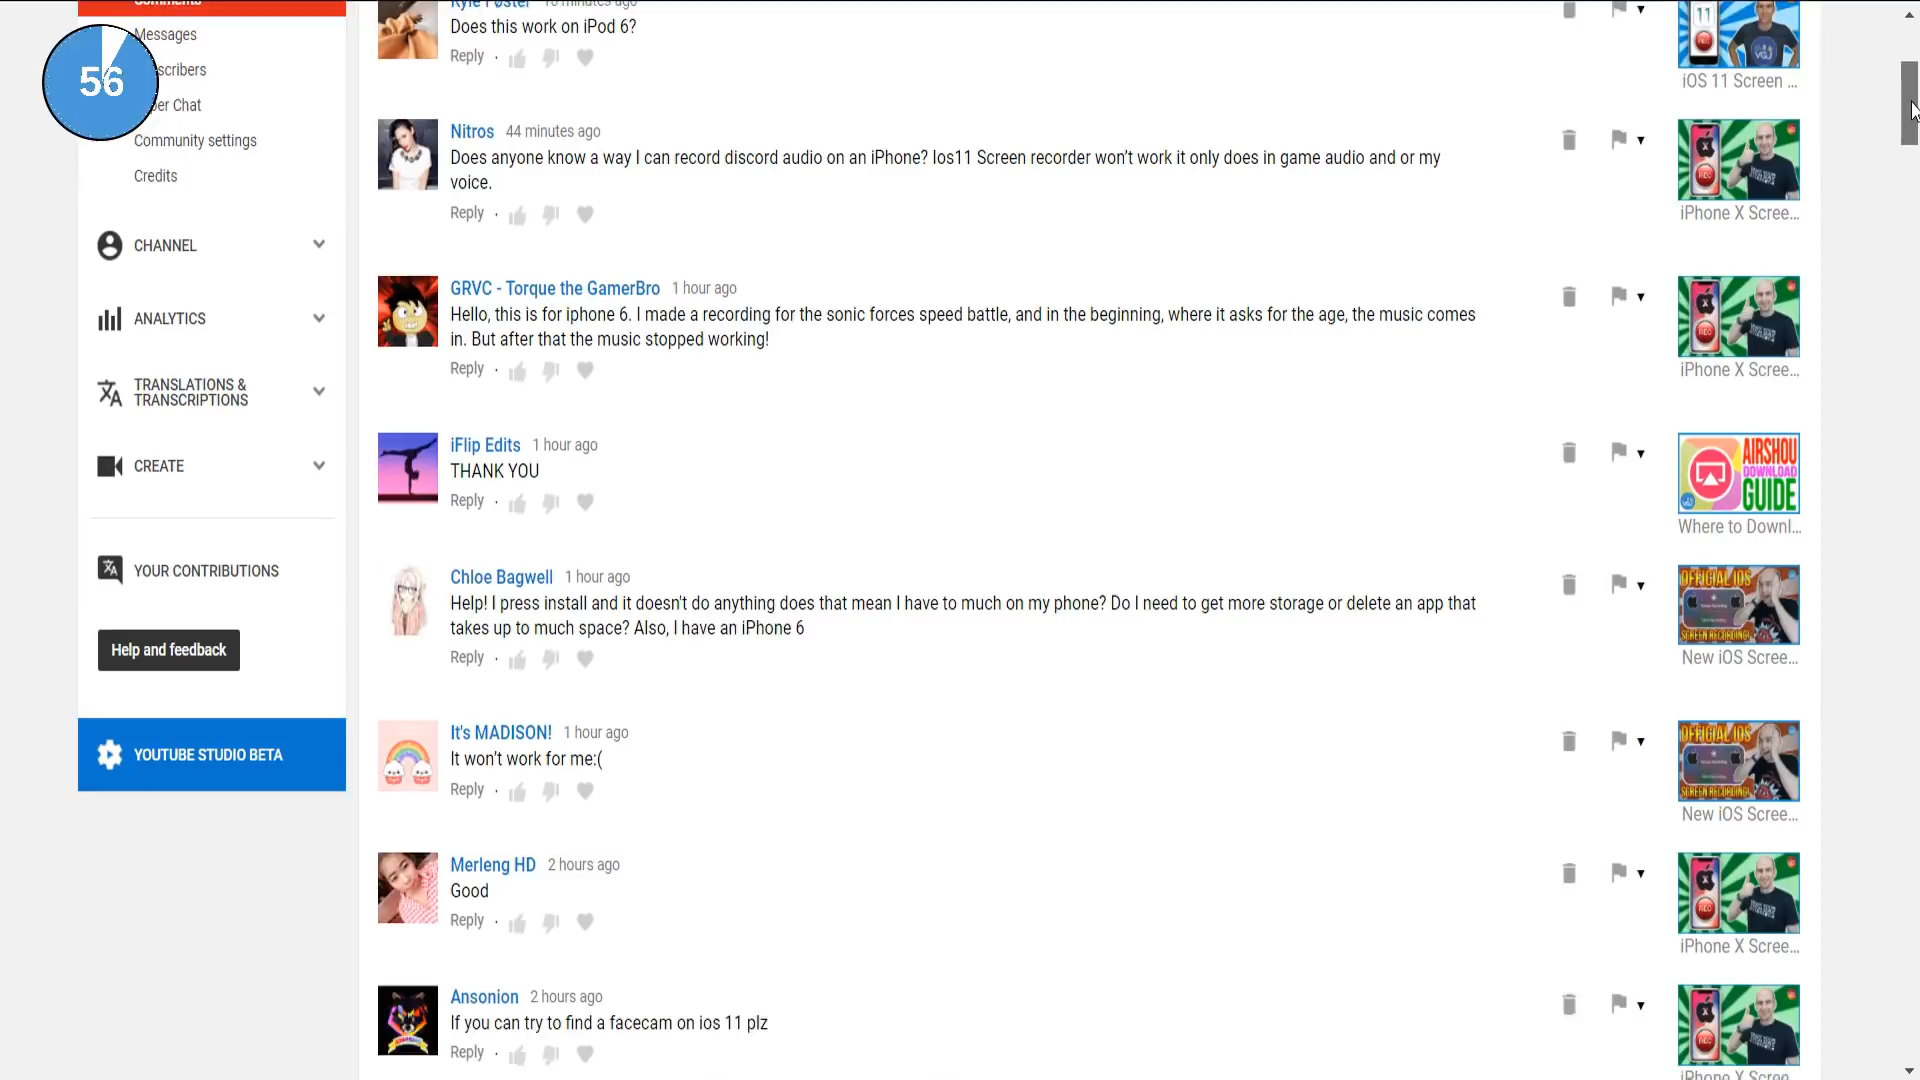 Comments
Messages
56
scribers
er Chat
Community settings
Credits
CHANNEL
ANALYTICS
TRANSLATIONS &
TRANSCRIPTIONS
CREATE
YOUR CONTRIBUTIONS
Help and feedback
YOUTUBE STUDIO BETA
Does this work on iPod 6?
Reply
iOS 11 Screen ...
Nitros 44 minutes ago
Does anyone know a way I can record discord audio on an iPhone? Ios11 Screen recorder won't work it only does in game audio and or my
voice.
Reply
iPhone X Scree...
GRVC - Torque the GamerBro 1 hour ago
Hello, this is for iphone 6. I made a recording for the sonic forces speed battle, and in the beginning, where it asks for the age, the music comes
in. But after that the music stopped working!
Reply
iPhone X Scree...
iFlip Edits 1 hour ago
THANK YOU
Reply
AIRSHOU
DOWNLOAD
GUIDE
Where to Downl...
Chloe Bagwell 1 hour ago
Help! I press install and it doesn't do anything does that mean I have to much on my phone? Do I need to get more storage or delete an app that
takes up to much space? Also, I have an iPhone 6
Reply
OFFICIAL IOS
SCREEN RECORDING!
New iOS Scree...
It's MADISON! 1 hour ago
It won't work for me:(
Reply
OFFICIAL IOS
SCREEN RECORDING!
New iOS Scree...
Merleng HD 2 hours ago
Good
Reply
iPhone X Scree...
Ansonion 2 hours ago
If you can try to find a facecam on ios 11 plz
Reply
iPhone X Scree...